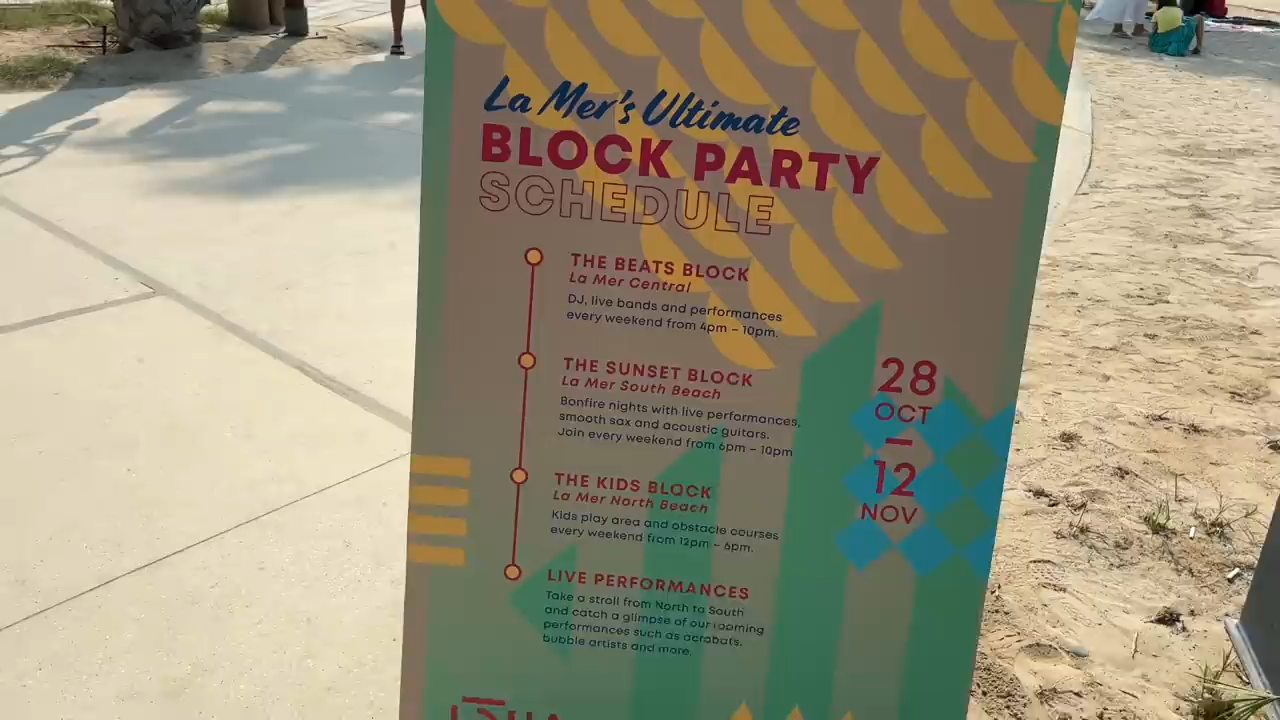 La Mer's Ultimate
BLOCK PARTY
SCHEDULE
THE BEATS BLOCK
La Mer Central
DJ, live bands and performances
every weekend from 4pm – 10pm.
THE SUNSET BLOCK
La Mer South Beach
Bonfire nights with live performances,
smooth sax and acoustic guitars.
Join every weekend from 6pm – 10pm
THE KIDS BLOCK
La Mer North Beach
Kids play area and obstacle courses
every weekend from 12pm – 6pm.
LIVE PERFORMANCES
Take a stroll from North to South
and catch a glimpse of our roaming
performances such as acrobats,
bubble artists and more.
28
OCT
—
12
NOV